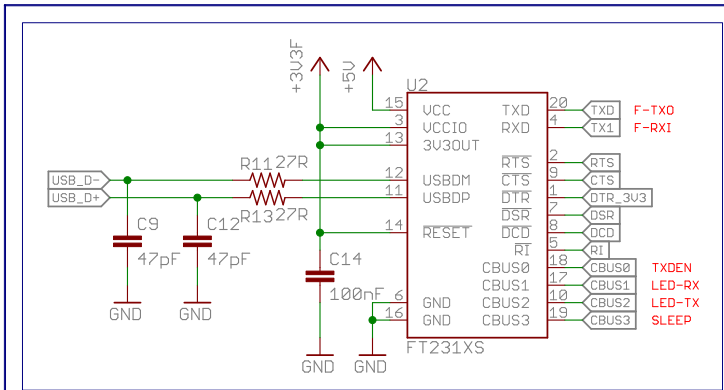 +3V3F
+5V
U2
15 VCC TXD 20 TXD F-TXO
3 VCCIO RXD 4 TX1 F-RXI
13 3V3OUT
RTS 2 RTS
USB_D- R11 27R 12 USBDM CTS 9 CTS
USB_D+ R13 27R 11 USBDP DTR 1 DTR_3V3
DSR 7 DSR
C9 C12 14 RESET DCD 8 DCD
RI 5 RI
47pF 47pF C14 CBUS0 18 CBUS0 TXDEN
100nF CBUS1 17 CBUS1 LED-RX
6 GND CBUS2 10 CBUS2 LED-TX
GND GND 16 GND CBUS3 19 CBUS3 SLEEP
FT231XS
GND GND